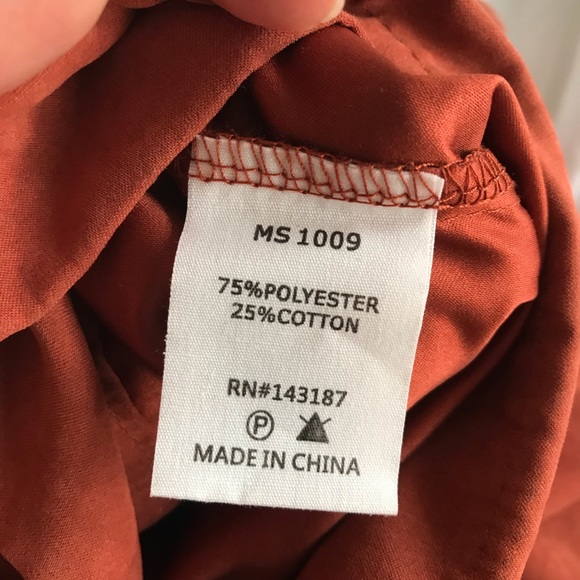 MS 1009
75%POLYESTER
25%COTTON
RN#143187
P
MADE IN CHINA